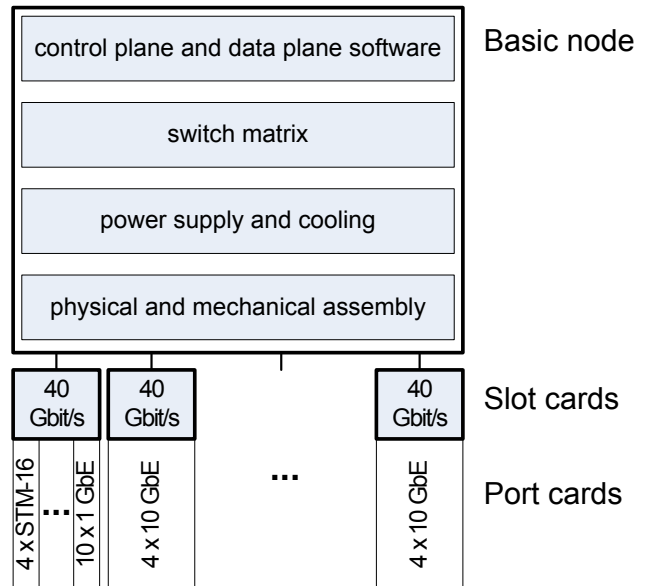 control plane and data plane software
Basic node
switch matrix
power supply and cooling
physical and mechanical assembly
40
Gbit/s
40
Gbit/s
40
Gbit/s
Slot cards
4 x STM-16
...
10 x 1 GbE
4 x 10 GbE
...
4 x 10 GbE
Port cards